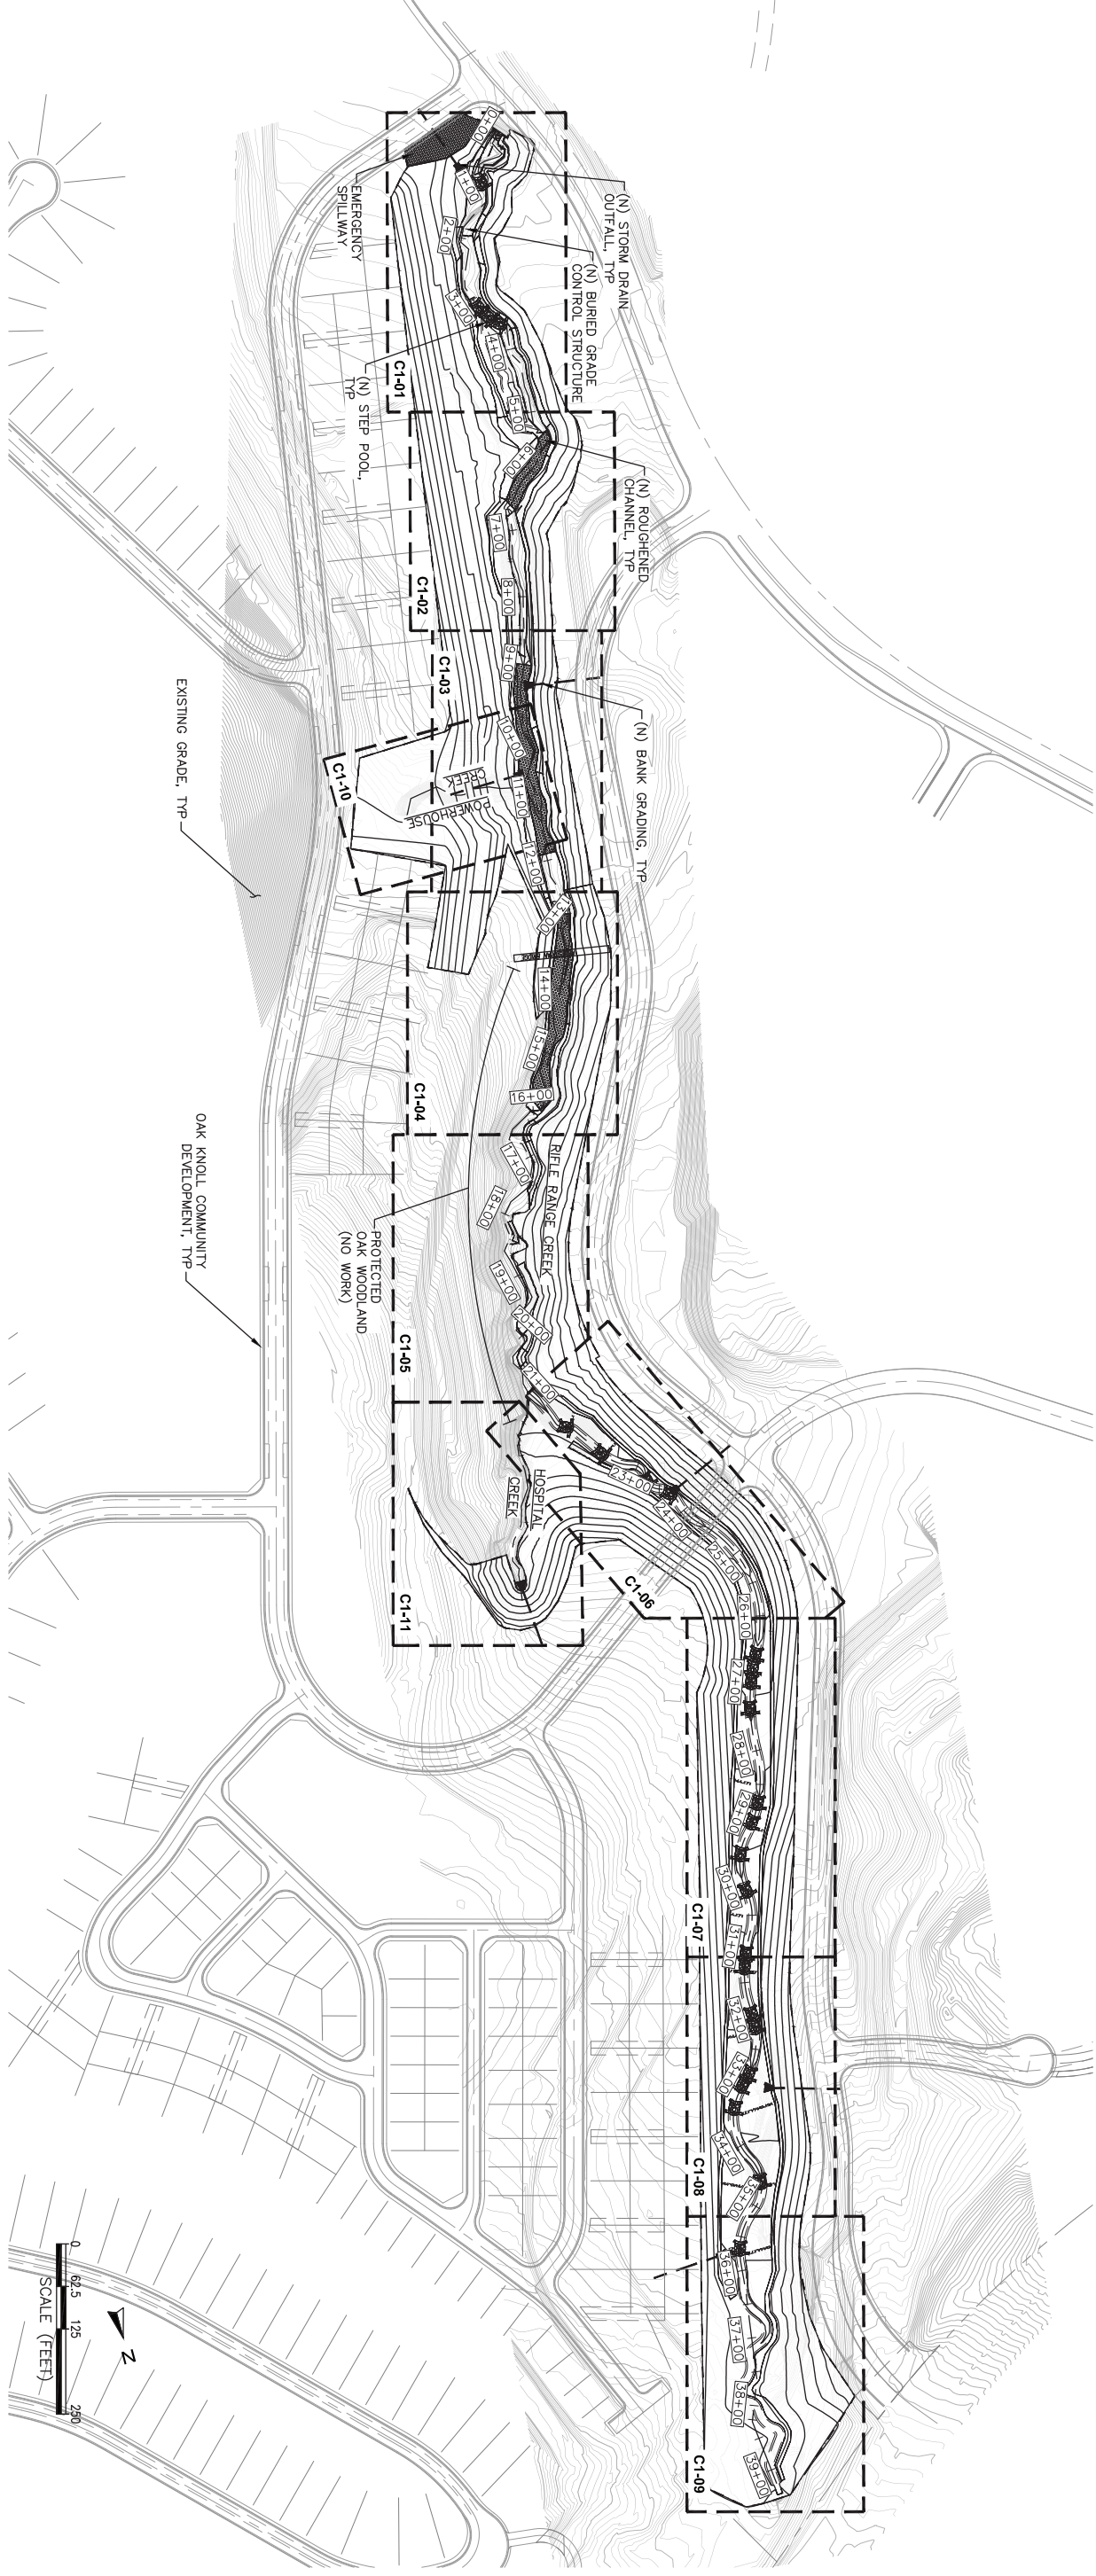 0+00
1+00
2+00
3+00
4+00
5+00
6+00
7+00
8+00
9+00
10+00
11+00
12+00
13+00
14+00
15+00
16+00
17+00
18+00
19+00
20+00
21+00
23+00
24+00
25+00
26+00
27+00
28+00
29+00
30+00
31+00
32+00
33+00
34+00
35+00
36+00
37+00
38+00
39+00
(N) STORM DRAIN
OUTFALL, TYP
(N) BURIED GRADE
CONTROL STRUCTURE
(N) ROUGHENED
CHANNEL, TYP
(N) BANK GRADING, TYP
EMERGENCY
SPILLWAY
(N) STEP POOL,
TYP
C1-01
C1-02
C1-03
C1-10
POWERHOUSE
CREEK
C1-04
RIFLE RANGE CREEK
C1-05
HOSPITAL
CREEK
C1-11
C1-06
C1-07
C1-08
C1-09
EXISTING GRADE, TYP
PROTECTED
OAK WOODLAND
(NO WORK)
OAK KNOLL COMMUNITY
DEVELOPMENT, TYP
N
0 62.5 125 250
SCALE (FEET)